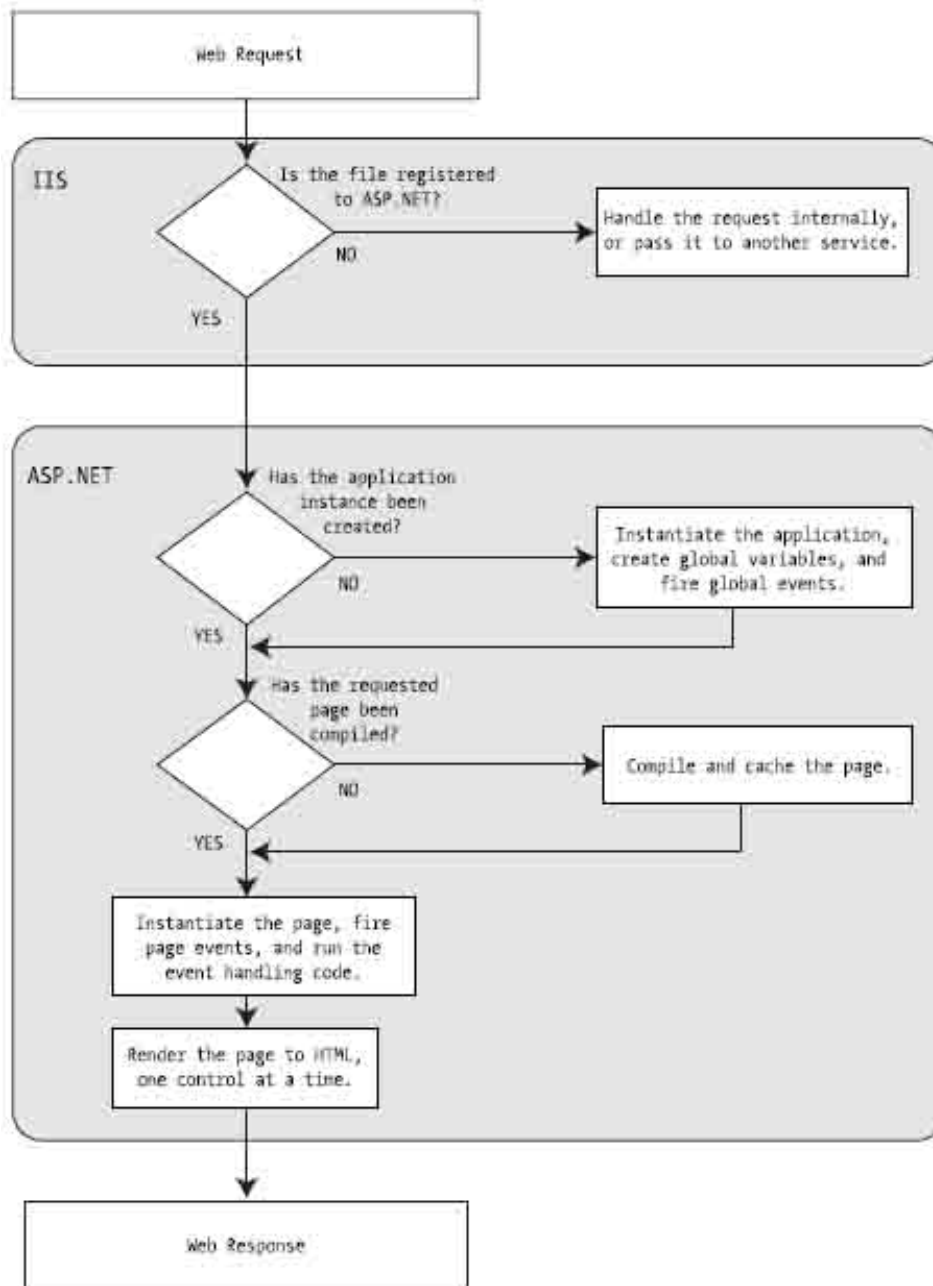 Web Request
IIS
Is the file registered
to ASP.NET?
Handle the request internally,
or pass it to another service.
NO
YES
ASP.NET
Has the application
instance been
created?
Instantiate the application,
create global variables, and
fire global events.
NO
YES
Has the requested
page been
compiled?
Compile and cache the page.
NO
YES
Instantiate the page, fire
page events, and run the
event handling code.
Render the page to HTML,
one control at a time.
Web Response